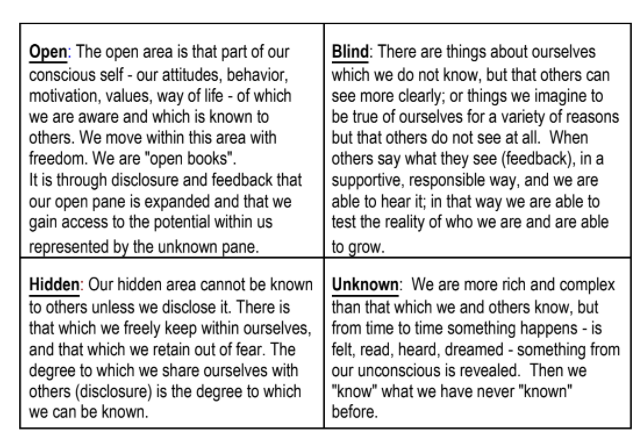 Open: The open area is that part of our
conscious self - our attitudes, behavior,
motivation, values, way of life - of which
we are aware and which is known to
others. We move within this area with
freedom. We are "open books".
It is through disclosure and feedback that
our open pane is expanded and that we
gain access to the potential within us
represented by the unknown pane.
Blind: There are things about ourselves
which we do not know, but that others can
see more clearly; or things we imagine to
be true of ourselves for a variety of reasons
but that others do not see at all. When
others say what they see (feedback), in a
supportive, responsible way, and we are
able to hear it; in that way we are able to
test the reality of who we are and are able
to grow.
Hidden: Our hidden area cannot be known
to others unless we disclose it. There is
that which we freely keep within ourselves,
and that which we retain out of fear. The
degree to which we share ourselves with
others (disclosure) is the degree to which
we can be known.
Unknown: We are more rich and complex
than that which we and others know, but
from time to time something happens - is
felt, read, heard, dreamed - something from
our unconscious is revealed. Then we
"know" what we have never "known"
before.